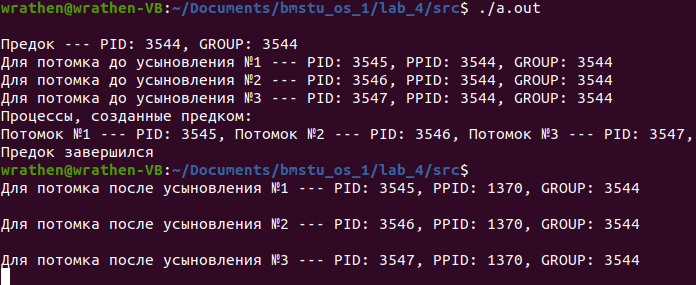 wrathen@wrathen-VB:~/Documents/bmstu_os_1/lab_4/src$ ./a.out
Предок --- PID: 3544, GROUP: 3544
Для потомка до усыновления №1 --- PID: 3545, PPID: 3544, GROUP: 3544
Для потомка до усыновления №2 --- PID: 3546, PPID: 3544, GROUP: 3544
Для потомка до усыновления №3 --- PID: 3547, PPID: 3544, GROUP: 3544
Процессы, созданные предком:
Потомок №1 --- PID: 3545, Потомок №2 --- PID: 3546, Потомок №3 --- PID: 3547,
Предок завершился
wrathen@wrathen-VB:~/Documents/bmstu_os_1/lab_4/src$
Для потомка после усыновления №1 --- PID: 3545, PPID: 1370, GROUP: 3544
Для потомка после усыновления №2 --- PID: 3546, PPID: 1370, GROUP: 3544
Для потомка после усыновления №3 --- PID: 3547, PPID: 1370, GROUP: 3544